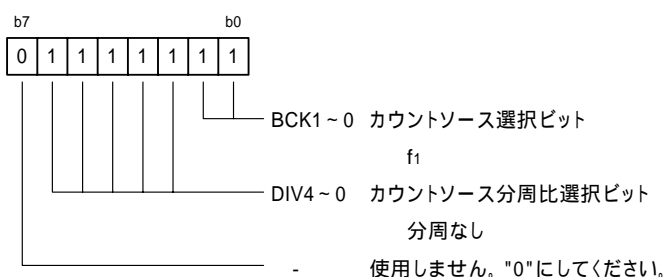 b7 b0
0 1 1 1 1 1 1 1
BCK1 ~ 0 カウントソース選択ビット
f1
DIV4 ~ 0 カウントソース分周比選択ビット
分周なし
- 使用しません。"0"にしてください。